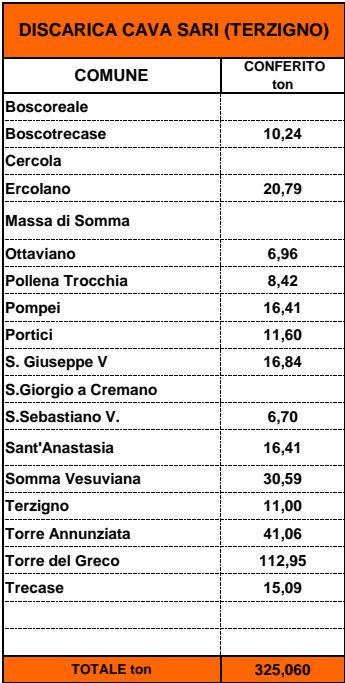 DISCARICA CAVA SARI (TERZIGNO)
COMUNE CONFERITO ton
Boscoreale
Boscotrecase 10,24
Cercola
Ercolano 20,79
Massa di Somma
Ottaviano 6,96
Pollena Trocchia 8,42
Pompei 16,41
Portici 11,60
S. Giuseppe V 16,84
S.Giorgio a Cremano
S.Sebastiano V. 6,70
Sant'Anastasia 16,41
Somma Vesuviana 30,59
Terzigno 11,00
Torre Annunziata 41,06
Torre del Greco 112,95
Trecase 15,09
TOTALE ton 325,060